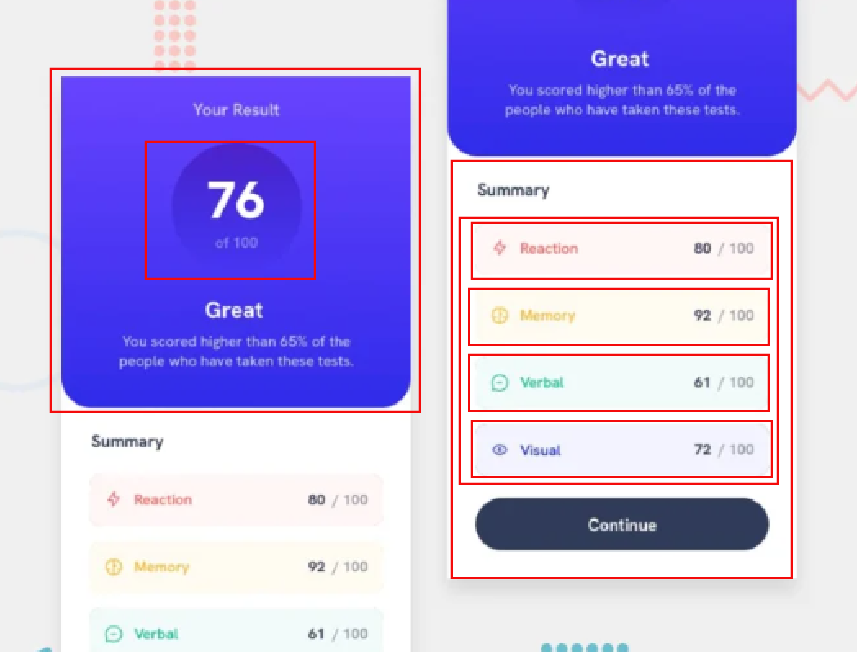 Your Result
76
of 100
Great
You scored higher than 65% of the
people who have taken these tests.
Summary
Reaction 80 / 100
Memory 92 / 100
Verbal 61 / 100
Great
You scored higher than 65% of the
people who have taken these tests.
Summary
Reaction 80 / 100
Memory 92 / 100
Verbal 61 / 100
Visual 72 / 100
Continue